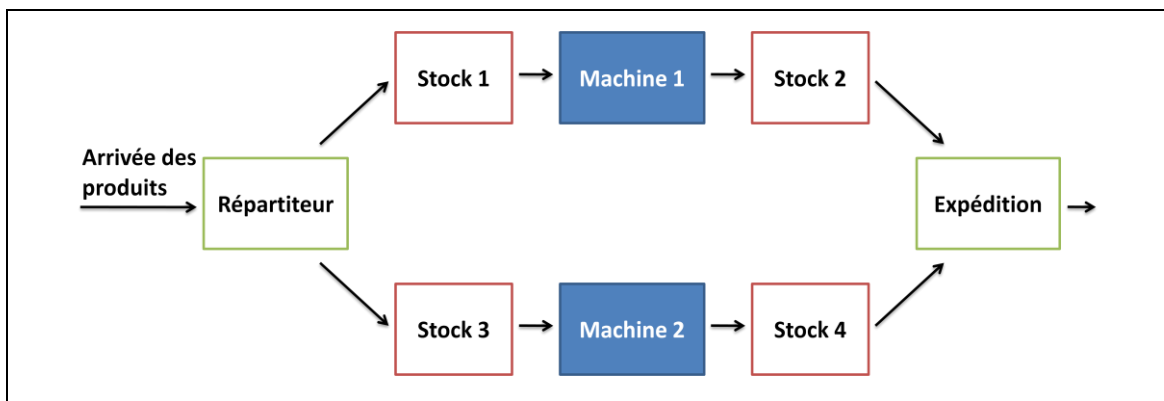 Arrivée des
produits
Répartiteur
Stock 1
Machine 1
Stock 2
Stock 3
Machine 2
Stock 4
Expédition